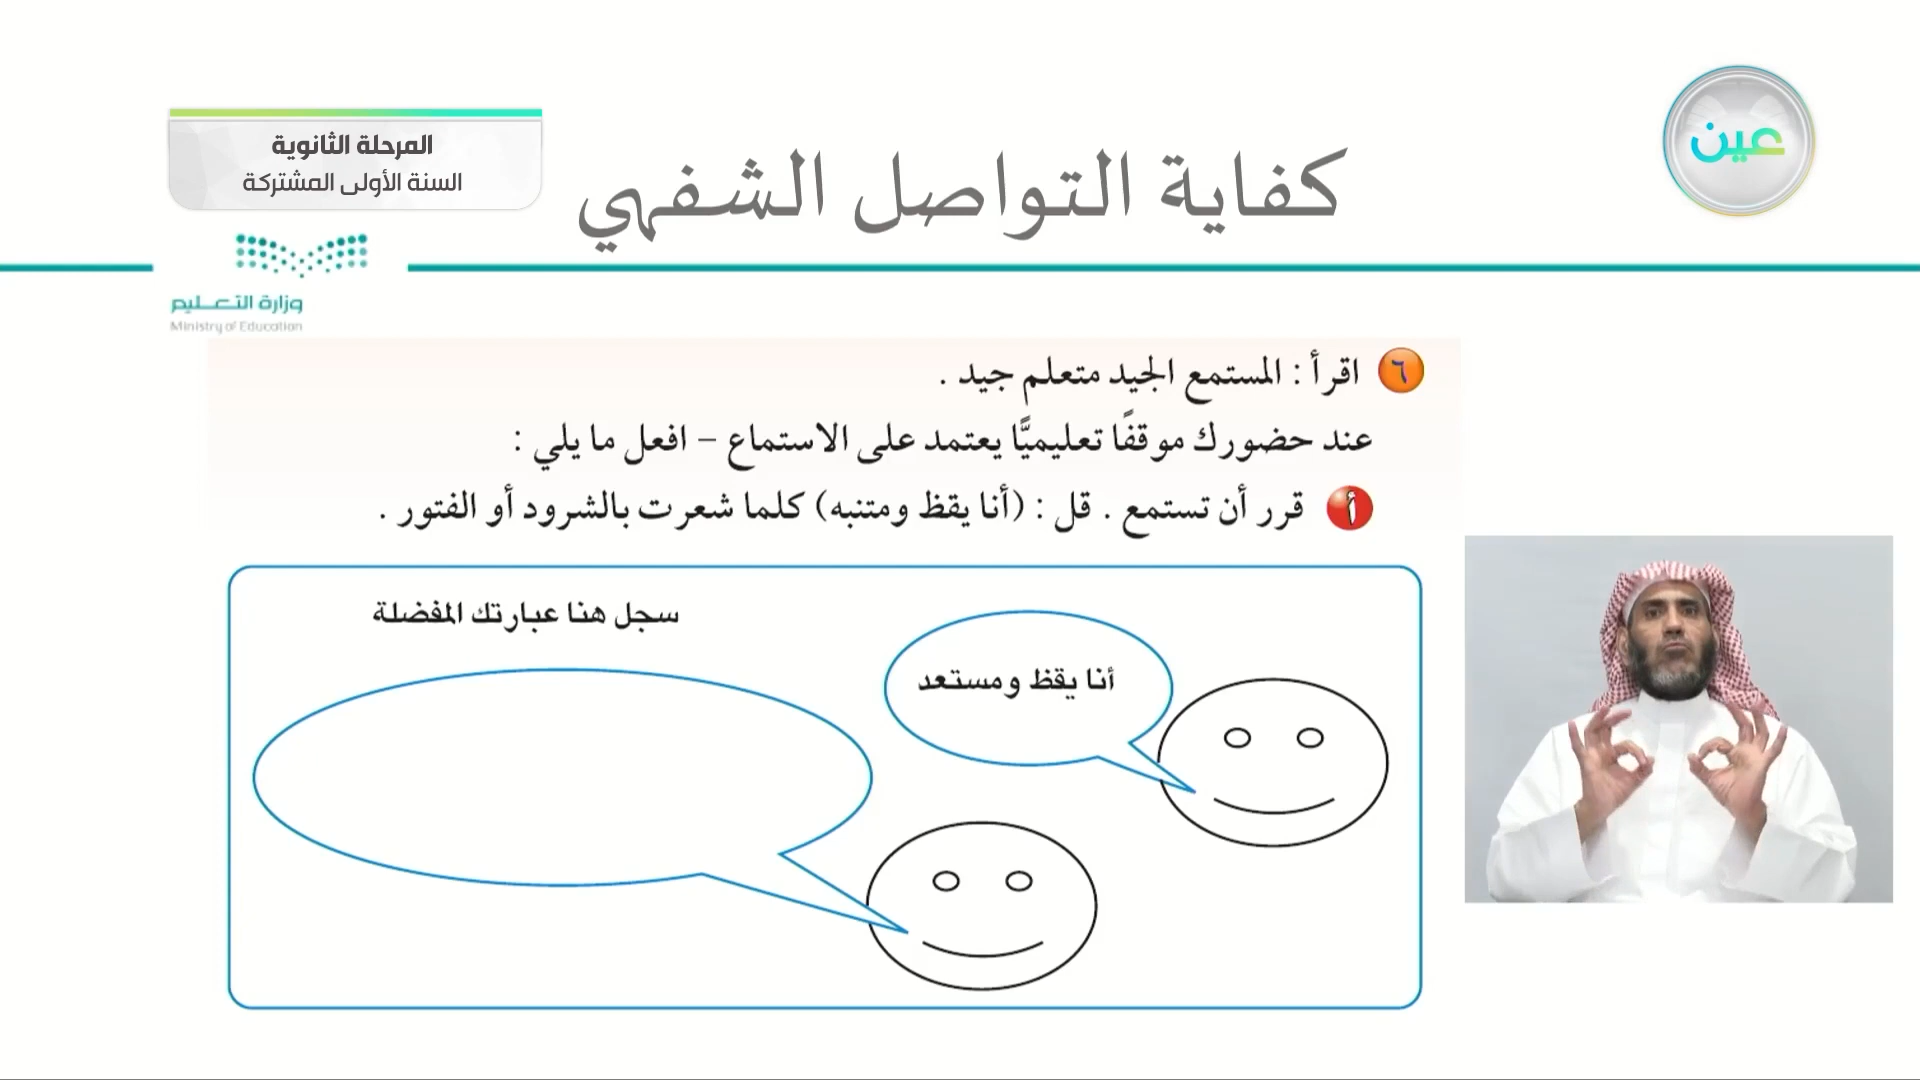 عين
المرحلة الثانوية
السنة الأولى المشتركة
كفاية التواصل الشفهي
وزارة التعليم
Ministry of Education
٦ اقرأ : المستمع الجيد متعلم جيد .
عند حضورك موقفًا تعليميًّا يعتمد على الاستماع – افعل ما يلي :
أ قرر أن تستمع . قل : (أنا يقظ ومتنبه) كلما شعرت بالشرود أو الفتور .
سجل هنا عبارتك المفضلة
أنا يقظ ومستعد